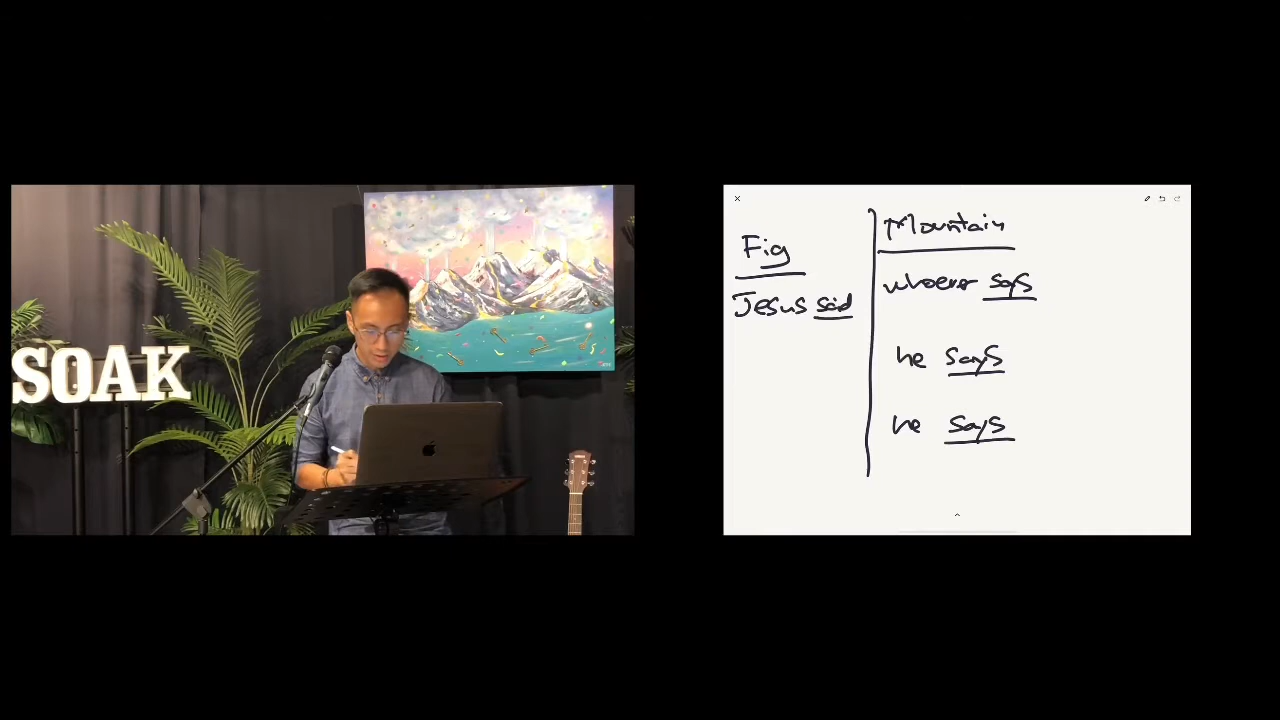 SOAK
Fig
Jesus said
Mountain
whoever says
he says
he says